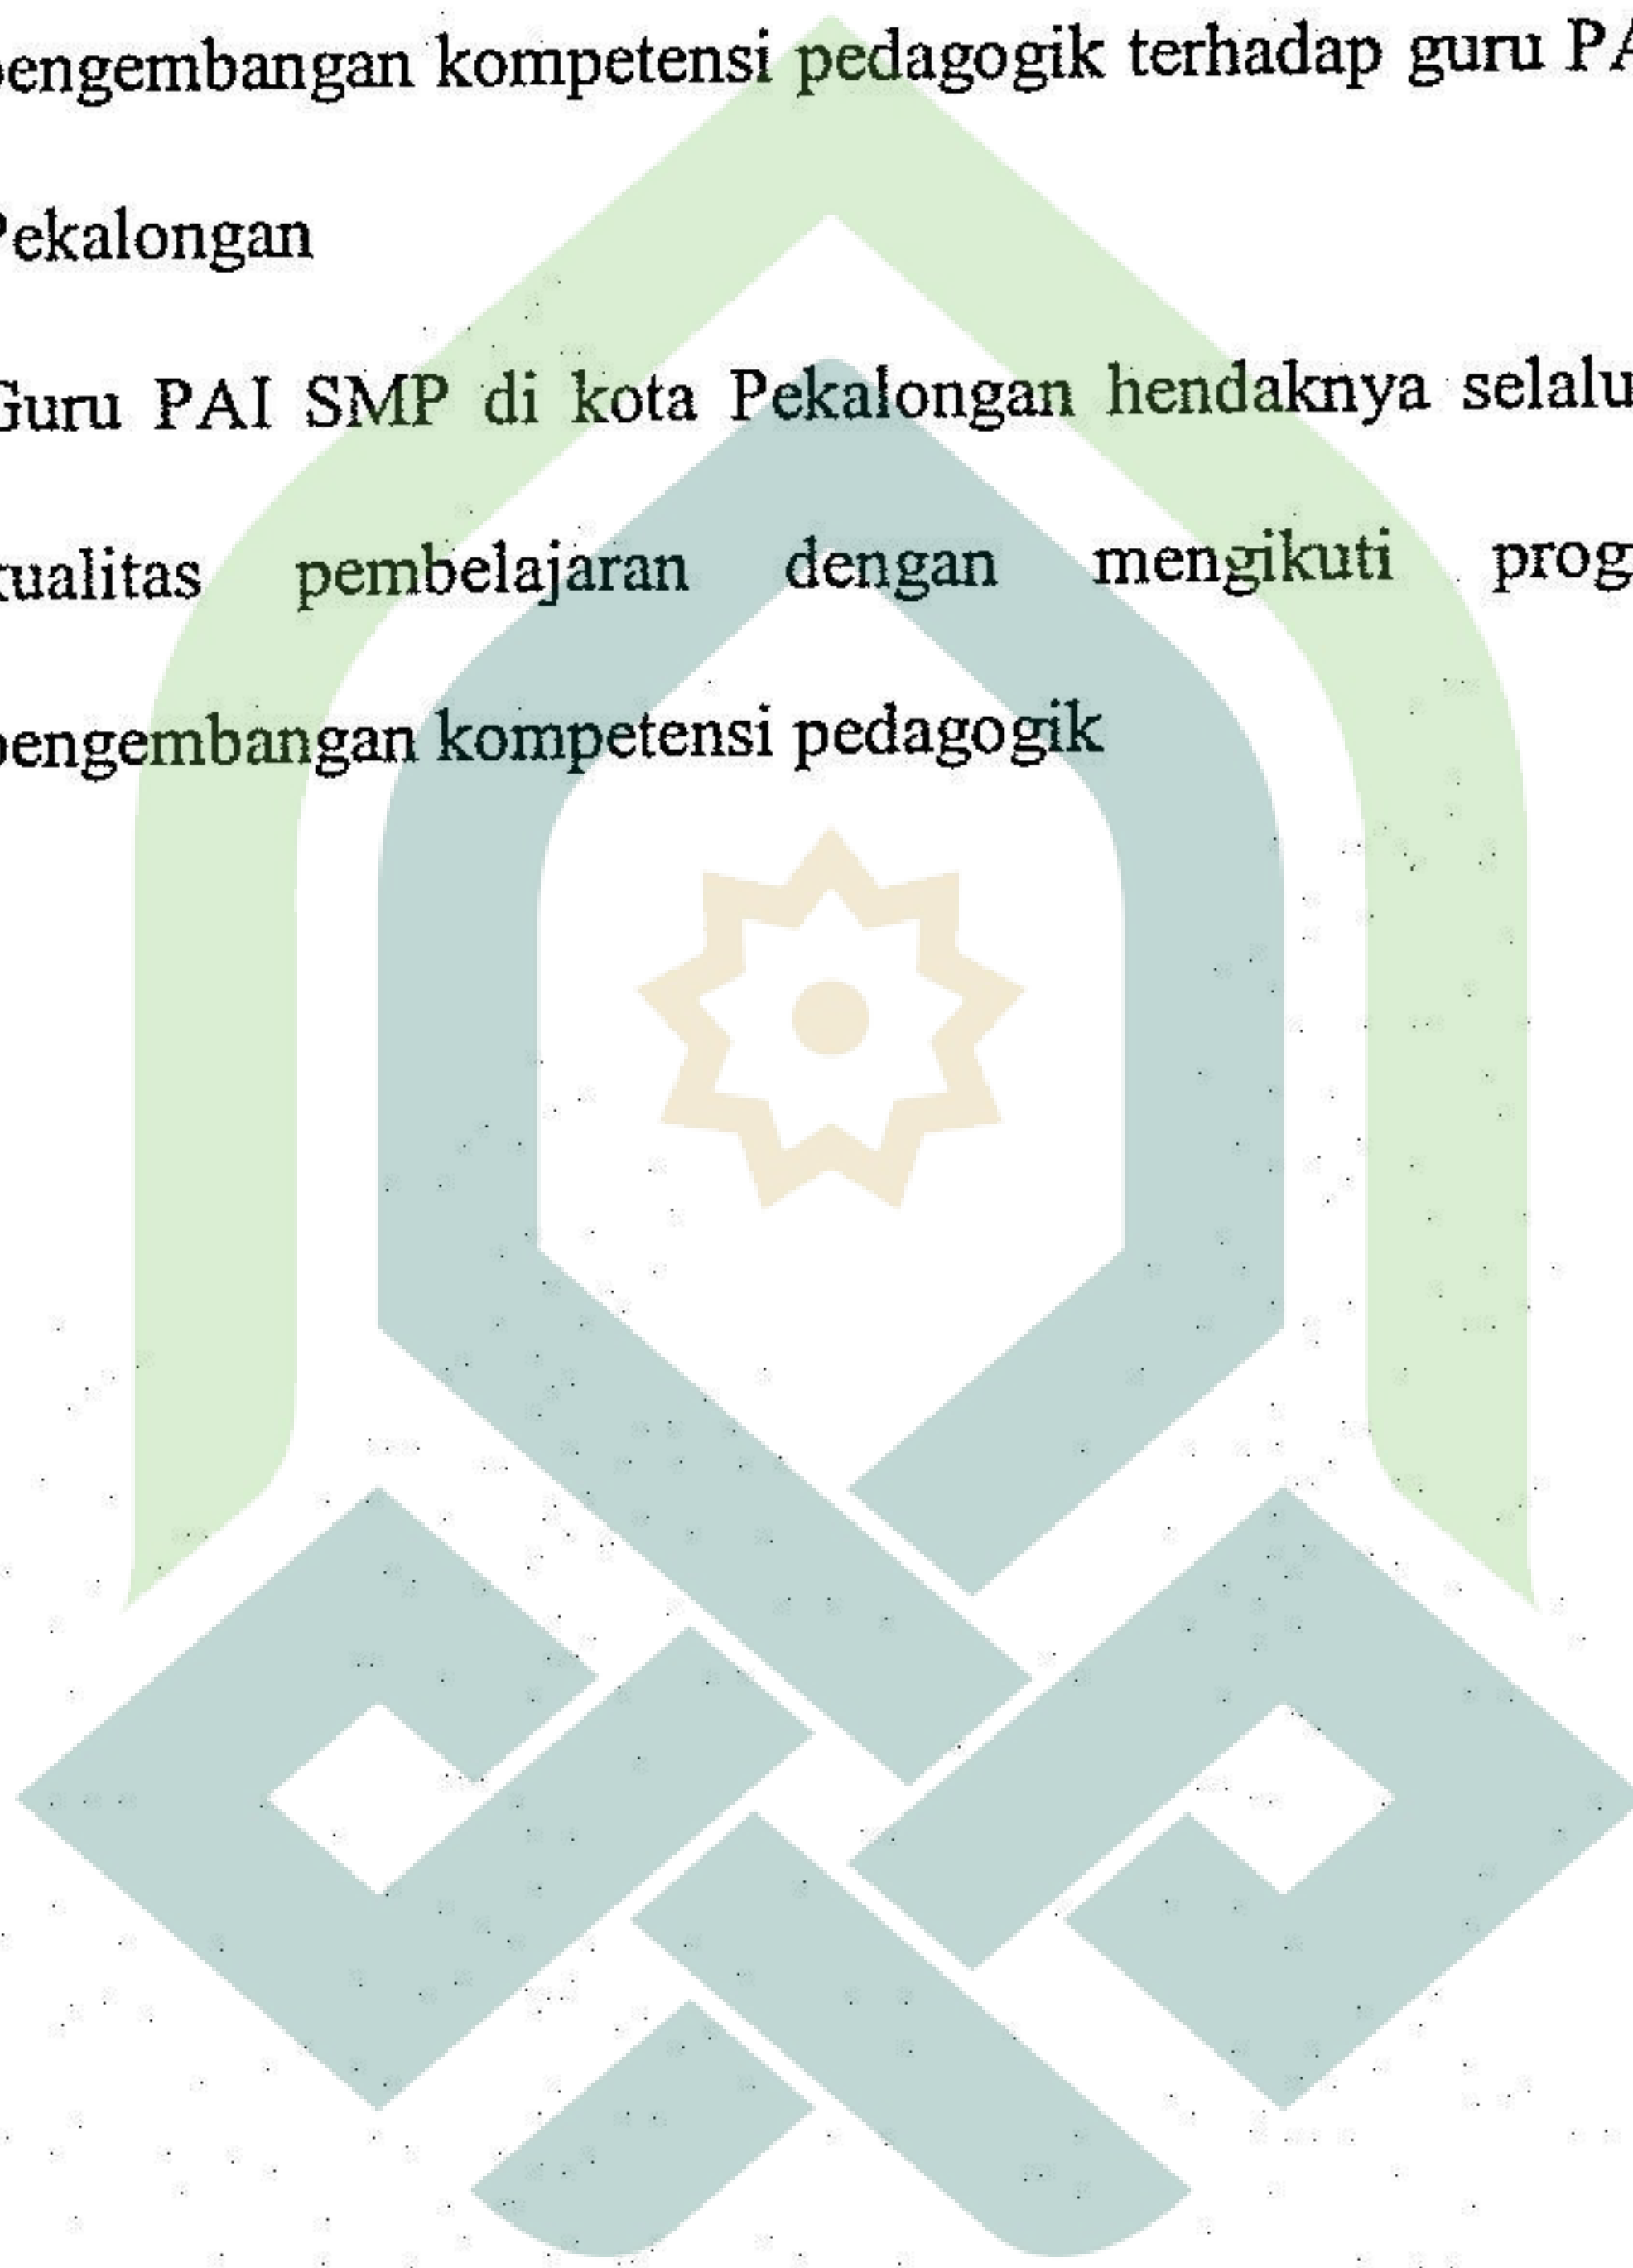 pengembangan kompetensi pedagogik terhadap guru PA
Pekalongan
Guru PAI SMP di kota Pekalongan hendaknya selalu
kualitas pembelajaran dengan mengikuti prog
pengembangan kompetensi pedagogik